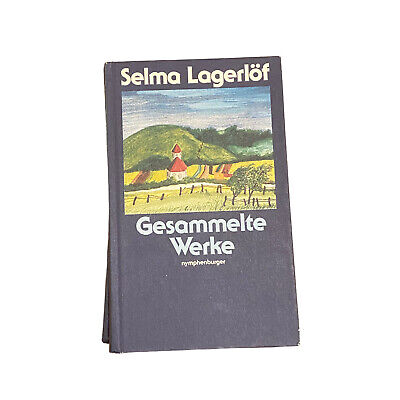 Selma Lagerlöf
Gesammelte
Werke
nymphenburger